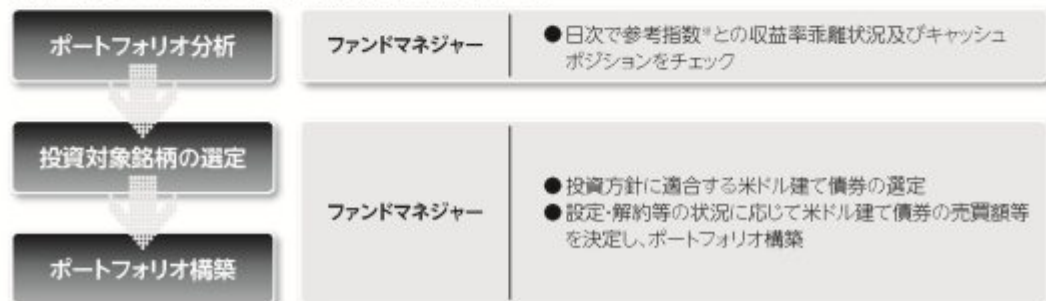 ポートフォリオ分析
ファンドマネジャー
●日次で参考指数※との収益率乖離状況及びキャッシュ
ポジションをチェック
投資対象銘柄の選定
ファンドマネジャー
●投資方針に適合する米ドル建て債券の選定
●設定・解約等の状況に応じて米ドル建て債券の売買額等
を決定し、ポートフォリオ構築
ポートフォリオ構築